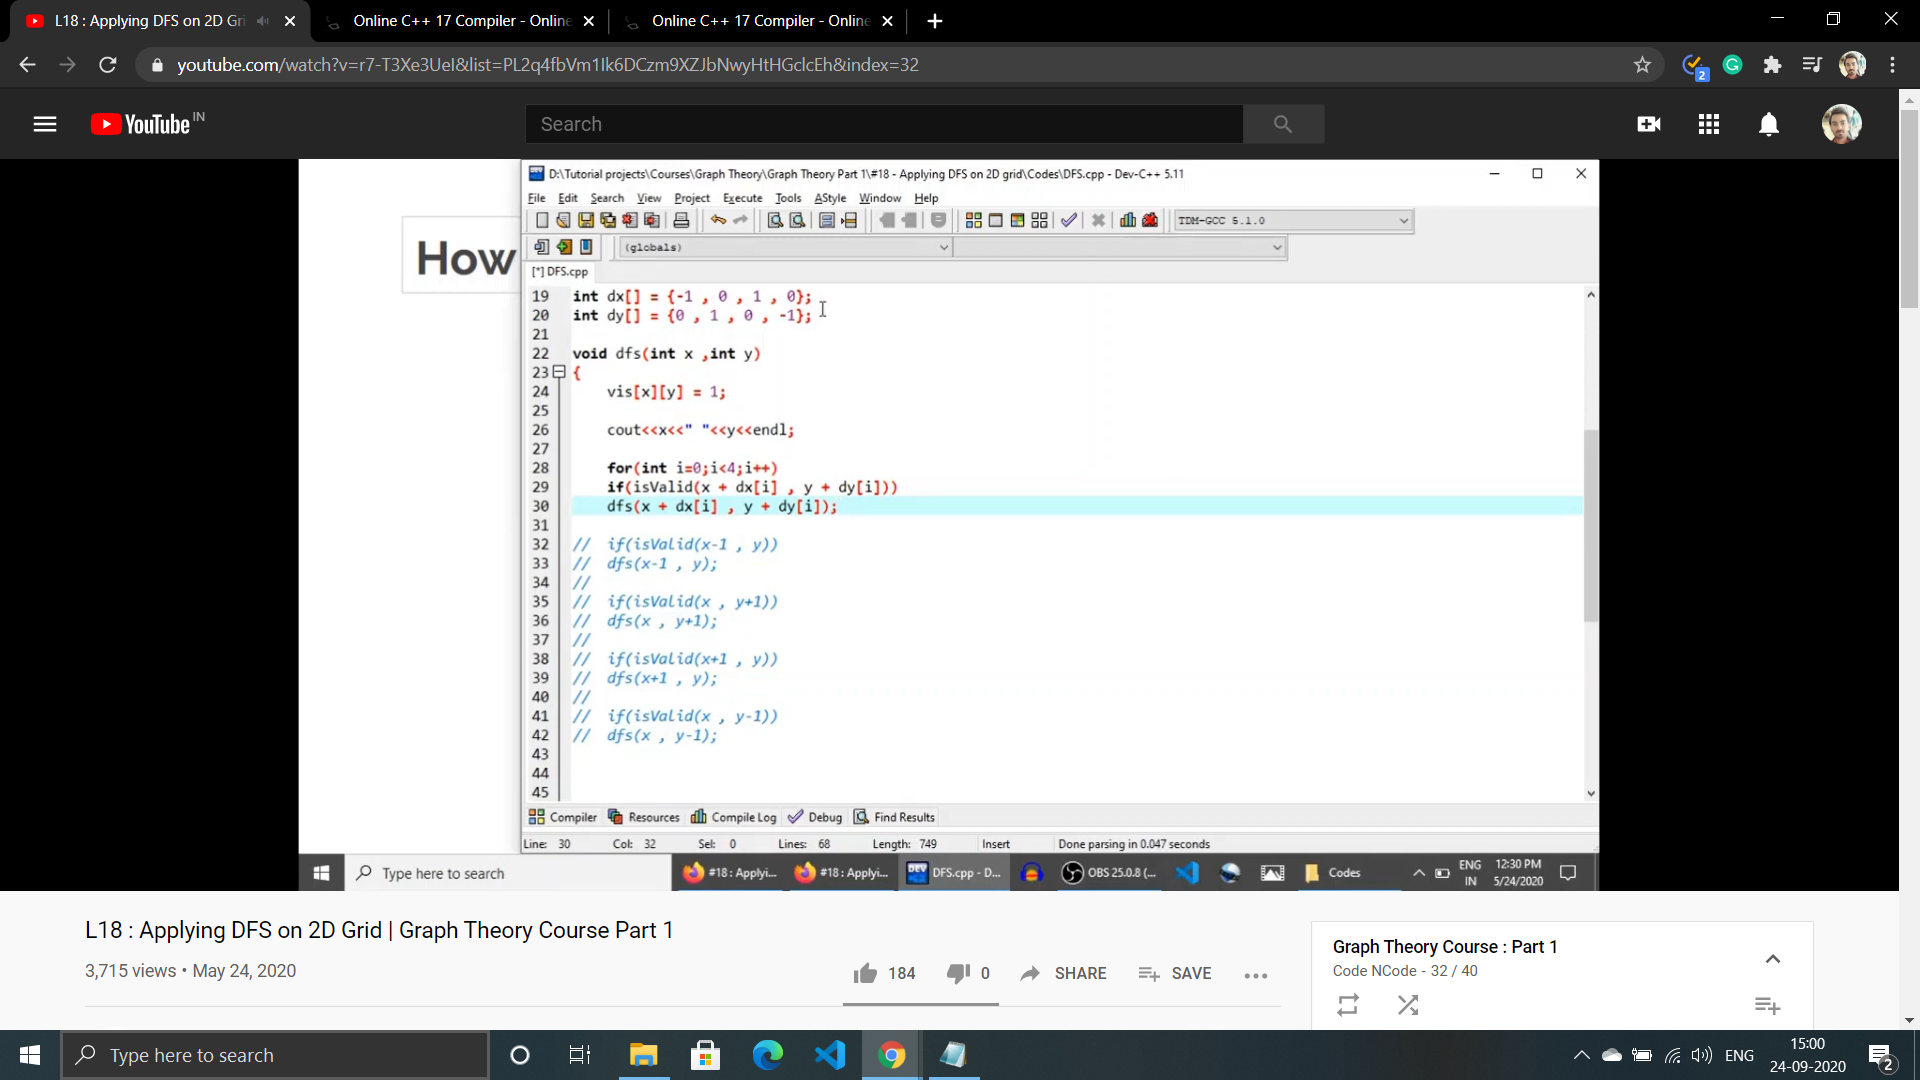 L18 : Applying DFS on 2D Gri
Online C++ 17 Compiler - Online
Online C++ 17 Compiler - Online
youtube.com/watch?v=r7-T3Xe3UeI&list=PL2q4fbVm1Ik6DCzm9XZJbNwyHtHGclcEh&index=32
2
YouTube IN
Search
D:\Tutorial projects\Courses\Graph Theory\Graph Theory Part 1\#18 - Applying DFS on 2D grid\Codes\DFS.cpp - Dev-C++ 5.11
File Edit Search View Project Execute Tools AStyle Window Help
TDM-GCC 5.1.0
(globals)
How
[*] DFS.cpp
19 int dx[] = {-1 , 0 , 1 , 0};
20 int dy[] = {0 , 1 , 0 , -1};
21
22 void dfs(int x ,int y)
23 {
24 vis[x][y] = 1;
25
26 cout<<x<<" "<<y<<endl;
27
28 for(int i=0;i<4;i++)
29 if(isValid(x + dx[i] , y + dy[i]))
30 dfs(x + dx[i] , y + dy[i]);
31
32 // if(isValid(x-1 , y))
33 // dfs(x-1 , y);
34 //
35 // if(isValid(x , y+1))
36 // dfs(x , y+1);
37 //
38 // if(isValid(x+1 , y))
39 // dfs(x+1 , y);
40 //
41 // if(isValid(x , y-1))
42 // dfs(x , y-1);
43
44
45
Compiler Resources Compile Log Debug Find Results
Line: 30 Col: 32 Sel: 0 Lines: 68 Length: 749 Insert Done parsing in 0.047 seconds
Type here to search #18 : Applyi... #18 : Applyi... DEV DFS.cpp - D... OBS 25.0.8 (... Codes ENG IN 12:30 PM 5/24/2020
L18 : Applying DFS on 2D Grid | Graph Theory Course Part 1
3,715 views • May 24, 2020
184 0 SHARE SAVE
Graph Theory Course : Part 1
Code NCode - 32 / 40
Type here to search
ENG
15:00
24-09-2020
2